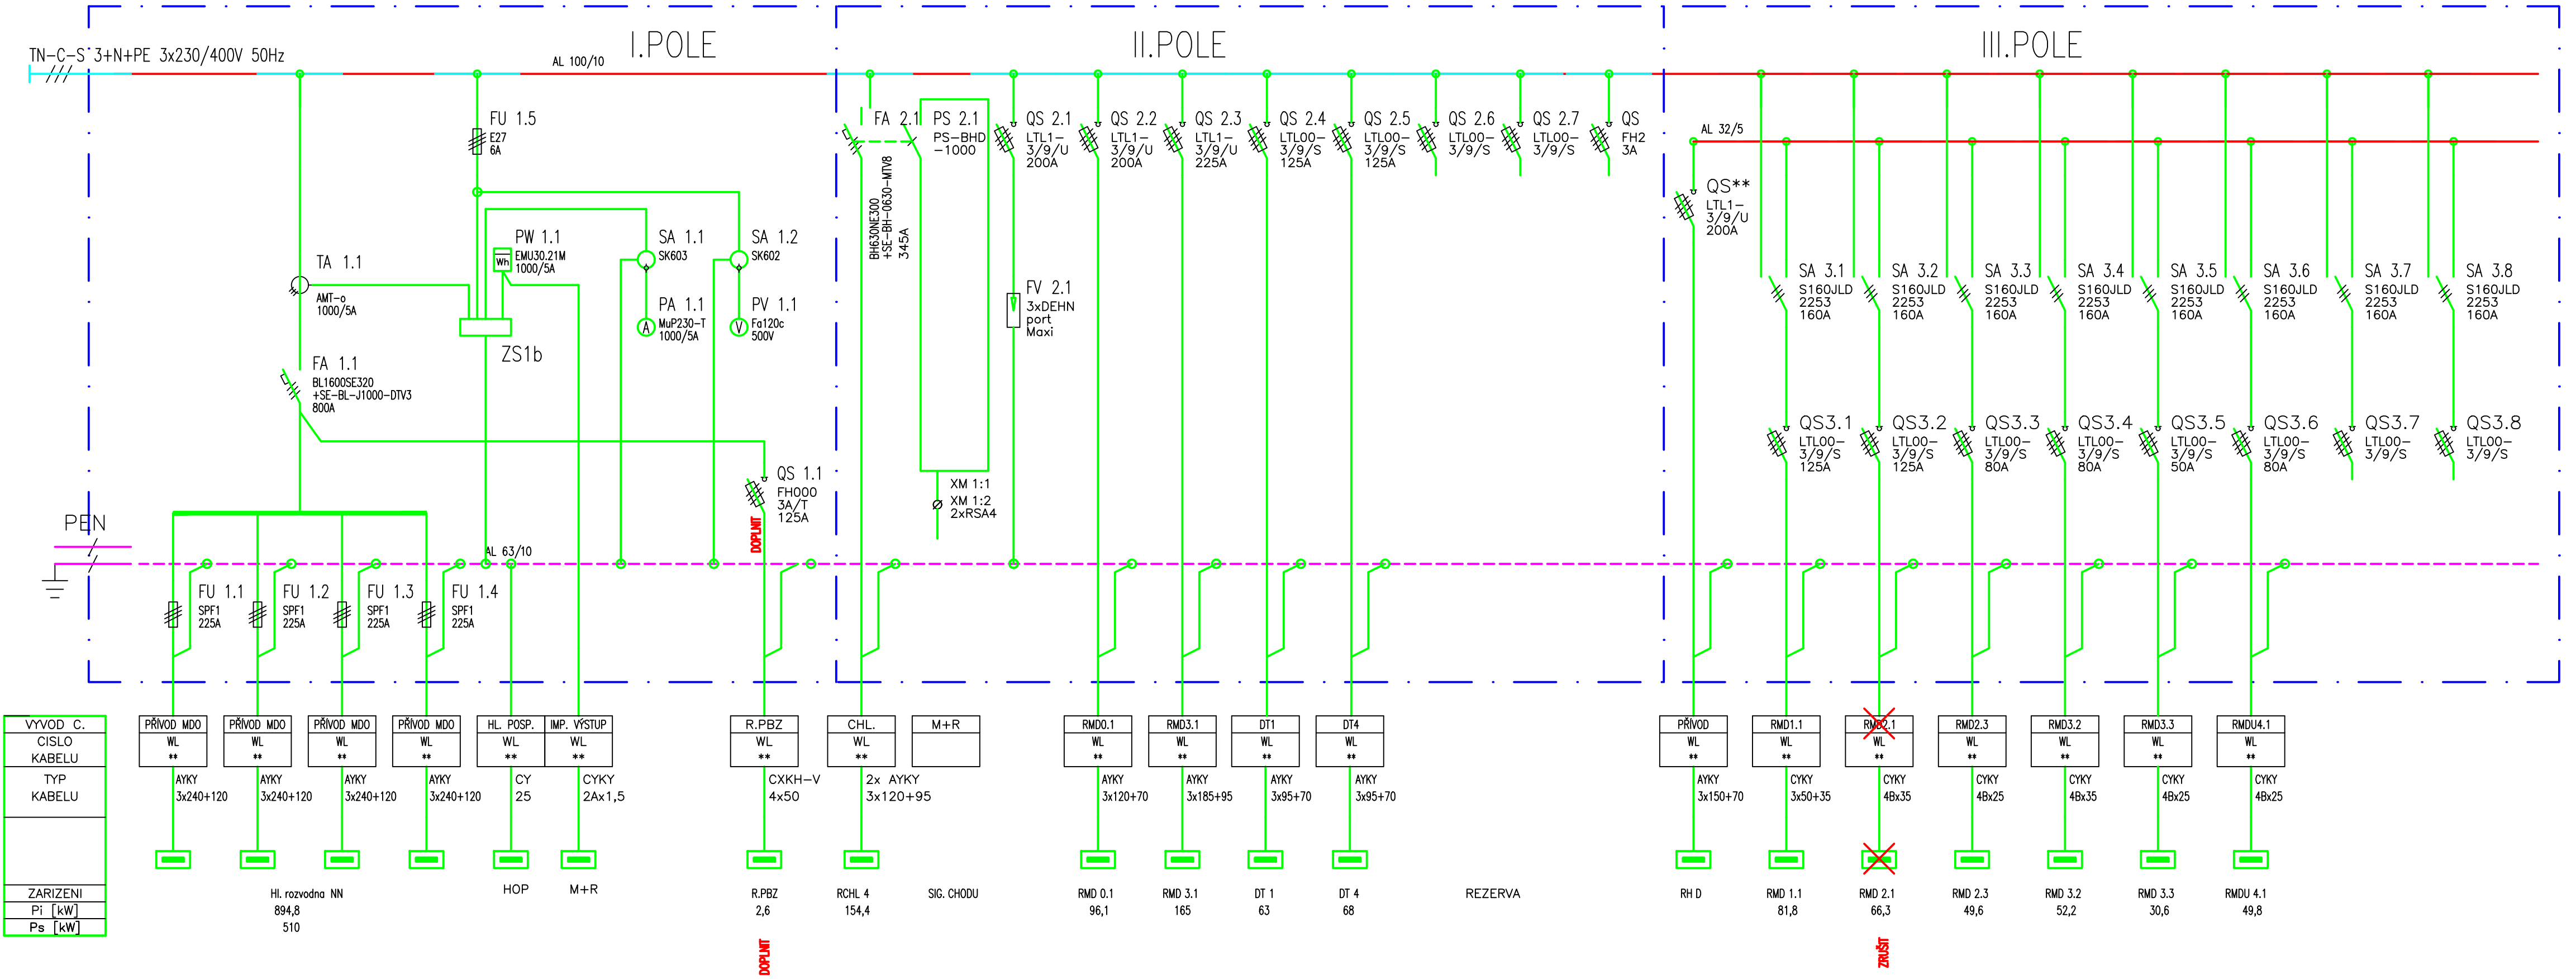 I.POLE
II.POLE
III.POLE
TN-C-S 3+N+PE 3x230/400V 50Hz
AL 100/10
FU 1.5
E27
6A
TA 1.1
AMT-o
1000/5A
PW 1.1
EMU30.21M
1000/5A
Wh
SA 1.1
SK603
SA 1.2
SK602
PA 1.1
MuP230-T
1000/5A
A
PV 1.1
Fa120c
500V
V
ZS1b
FA 1.1
BL1600SE320
+SE-BL-J1000-DTV3
800A
QS 1.1
FH000
3A/T
125A
DOPLNIT
PEN
AL 63/10
FU 1.1
SPF1
225A
FU 1.2
SPF1
225A
FU 1.3
SPF1
225A
FU 1.4
SPF1
225A
FA 2.1
BH630NE300
+SE-BH-0630-MTV8
345A
PS 2.1
PS-BHD
-1000
XM 1:1
XM 1:2
2xRSA4
QS 2.1
LTL1-
3/9/U
200A
FV 2.1
3xDEHN
port
Maxi
QS 2.2
LTL1-
3/9/U
200A
QS 2.3
LTL1-
3/9/U
225A
QS 2.4
LTL00-
3/9/S
125A
QS 2.5
LTL00-
3/9/S
125A
QS 2.6
LTL00-
3/9/S
QS 2.7
LTL00-
3/9/S
QS
FH2
3A
AL 32/5
QS**
LTL1-
3/9/U
200A
SA 3.1
S160JLD
2253
160A
SA 3.2
S160JLD
2253
160A
SA 3.3
S160JLD
2253
160A
SA 3.4
S160JLD
2253
160A
SA 3.5
S160JLD
2253
160A
SA 3.6
S160JLD
2253
160A
SA 3.7
S160JLD
2253
160A
SA 3.8
S160JLD
2253
160A
QS3.1
LTL00-
3/9/S
125A
QS3.2
LTL00-
3/9/S
125A
QS3.3
LTL00-
3/9/S
80A
QS3.4
LTL00-
3/9/S
80A
QS3.5
LTL00-
3/9/S
50A
QS3.6
LTL00-
3/9/S
80A
QS3.7
LTL00-
3/9/S
QS3.8
LTL00-
3/9/S
VYVOD C.
CISLO
KABELU
TYP
KABELU
ZARIZENI
Pi [kW]
Ps [kW]
PŘÍVOD MDO
WL
**
AYKY
3x240+120
PŘÍVOD MDO
WL
**
AYKY
3x240+120
PŘÍVOD MDO
WL
**
AYKY
3x240+120
PŘÍVOD MDO
WL
**
AYKY
3x240+120
Hl. rozvodna NN
894,8
510
HL. POSP.
WL
**
CY
25
HOP
IMP. VÝSTUP
WL
**
CYKY
2Ax1,5
M+R
R.PBZ
WL
**
CXKH-V
4x50
R.PBZ
2,6
DOPLNIT
CHL.
WL
**
2x AYKY
3x120+95
RCHL 4
154,4
M+R
SIG. CHODU
RMD0.1
WL
**
AYKY
3x120+70
RMD 0.1
96,1
RMD3.1
WL
**
AYKY
3x185+95
RMD 3.1
165
DT1
WL
**
AYKY
3x95+70
DT 1
63
DT4
WL
**
AYKY
3x95+70
DT 4
68
REZERVA
PŘÍVOD
WL
**
AYKY
3x150+70
RH D
RMD1.1
WL
**
CYKY
3x50+35
RMD 1.1
81,8
RMD2.1
WL
**
CYKY
4Bx35
RMD 2.1
66,3
ZRUŠIT
RMD2.3
WL
**
CYKY
4Bx25
RMD 2.3
49,6
RMD3.2
WL
**
CYKY
4Bx35
RMD 3.2
52,2
RMD3.3
WL
**
CYKY
4Bx25
RMD 3.3
30,6
RMDU4.1
WL
**
CYKY
4Bx25
RMDU 4.1
49,8